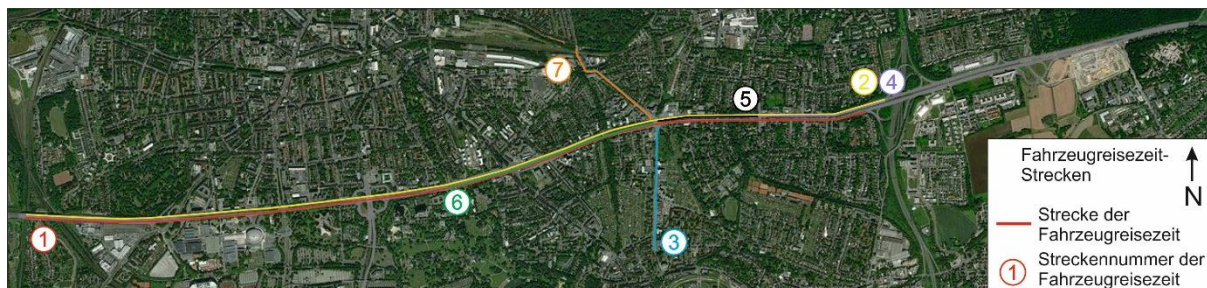 7
2
4
5
6
1
3
Fahrzeugreisezeit-
Strecken
N
Strecke der
Fahrzeugreisezeit
1
Streckennummer der
Fahrzeugreisezeit